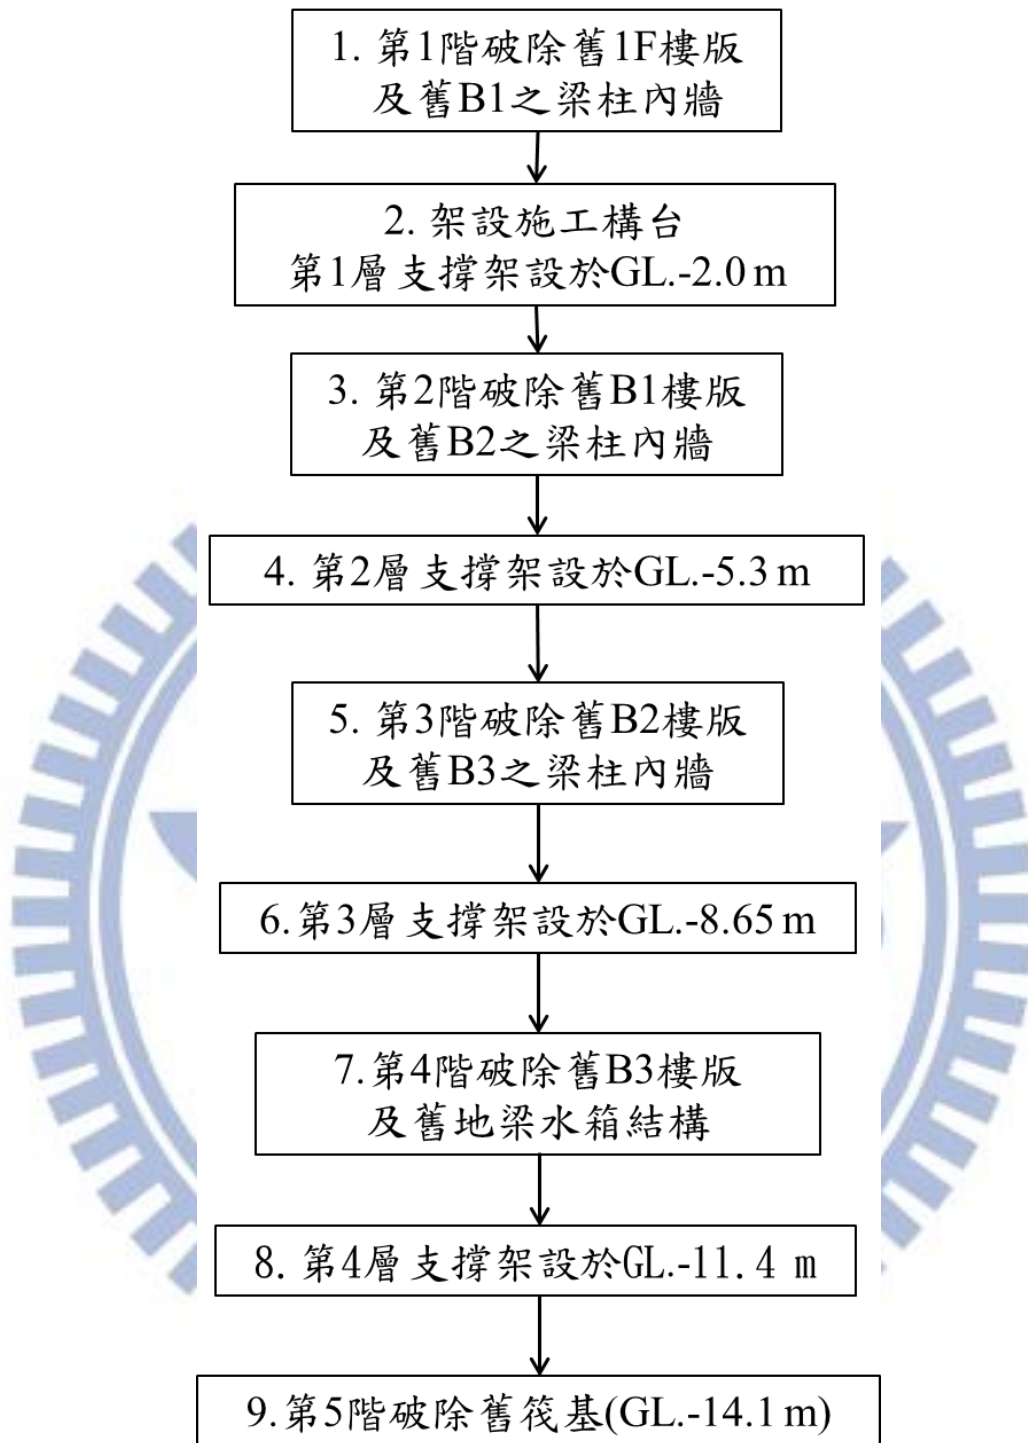 1. 第1階破除舊1F樓版
及舊B1之梁柱內牆
2. 架設施工構台
第1層支撐架設於GL.-2.0 m
3. 第2階破除舊B1樓版
及舊B2之梁柱內牆
4. 第2層支撐架設於GL.-5.3 m
5. 第3階破除舊B2樓版
及舊B3之梁柱內牆
6.第3層支撐架設於GL.-8.65 m
7.第4階破除舊B3樓版
及舊地梁水箱結構
8. 第4層支撐架設於GL.-11.4 m
9.第5階破除舊筏基(GL.-14.1 m)